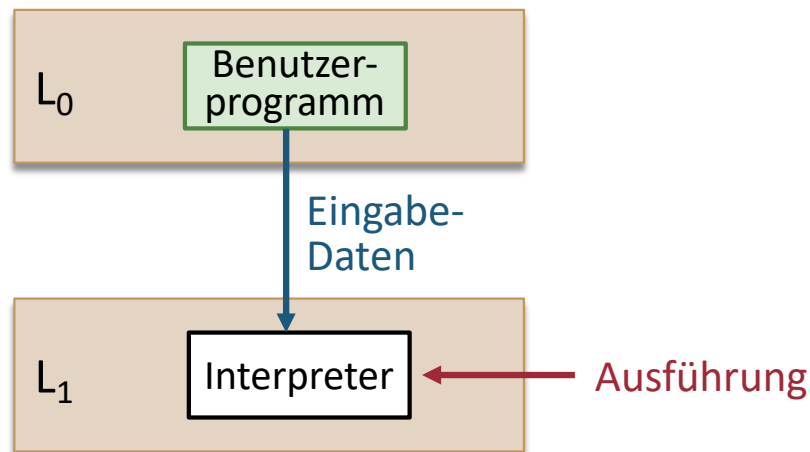 L₀
Benutzer-
programm
Eingabe-
Daten
L₁
Interpreter
Ausführung